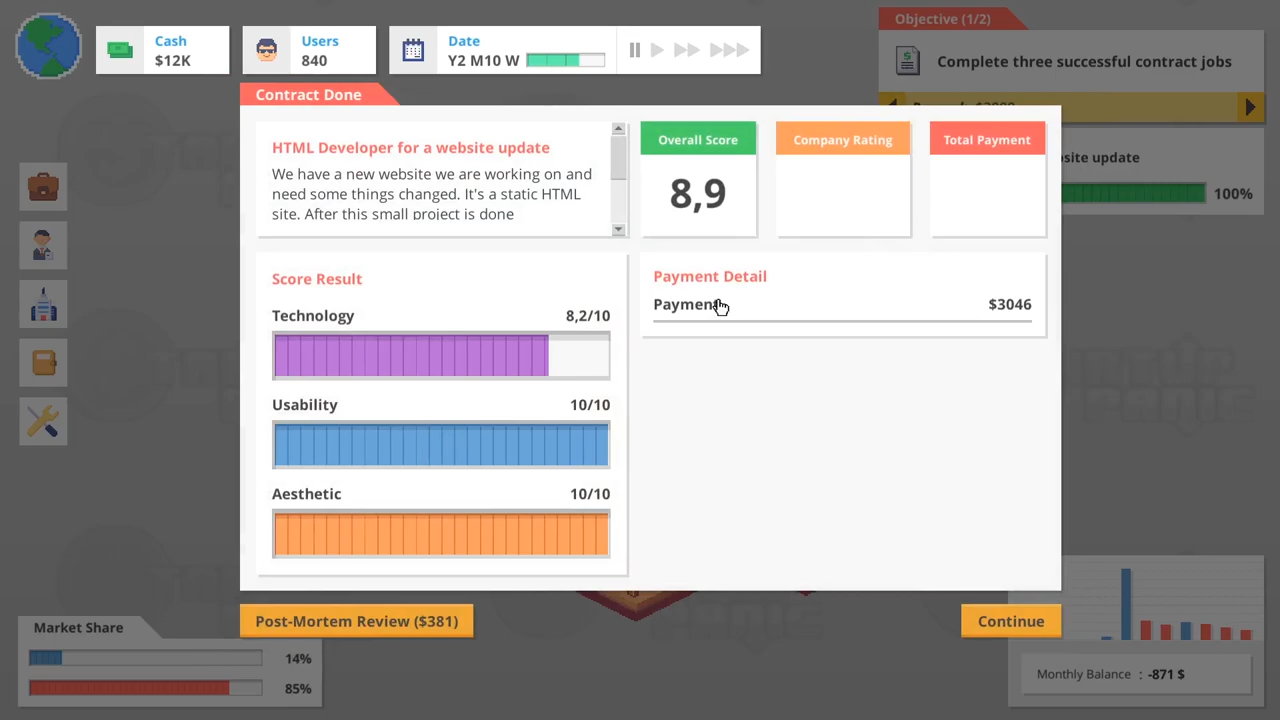 Cash
$12K
Users
840
Date
Y2 M10 W
Objective (1/2)
Complete three successful contract jobs
Contract Done
HTML Developer for a website update
We have a new website we are working on and
need some things changed. It's a static HTML
site. After this small project is done
Overall Score
8,9
Company Rating
Total Payment
site update
100%
Score Result
Technology
8,2/10
Usability
10/10
Aesthetic
10/10
Payment Detail
Payment
$3046
Post-Mortem Review ($381)
Continue
Market Share
14%
85%
Monthly Balance : -871 $